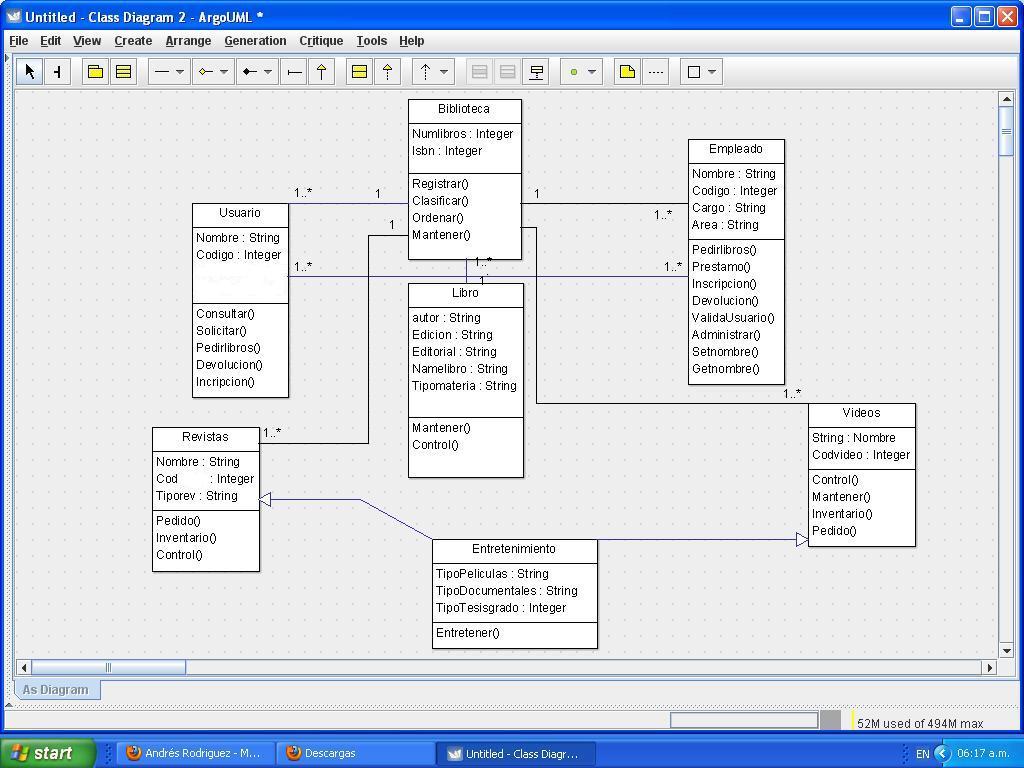 Untitled - Class Diagram 2 - ArgoUML *
File Edit View Create Arrange Generation Critique Tools Help
Biblioteca
Numlibros : Integer
Isbn : Integer
Registrar()
Clasificar()
Ordenar()
Mantener()
Empleado
Nombre : String
Codigo : Integer
Cargo : String
Area : String
Pedirlibros()
Prestamo()
Inscripcion()
Devolucion()
ValidaUsuario()
Administrar()
Setnombre()
Getnombre()
1..* 1
1 1..*
1
Usuario
Nombre : String
Codigo : Integer
Consultar()
Solicitar()
Pedirlibros()
Devolucion()
Incripcion()
1..* 1..*
1..*
1
Libro
autor : String
Edicion : String
Editorial : String
Namelibro : String
Tipomateria : String
Mantener()
Control()
1..*
Videos
String : Nombre
Codvideo : Integer
Control()
Mantener()
Inventario()
Pedido()
1..*
Revistas
Nombre : String
Cod : Integer
Tiporev : String
Pedido()
Inventario()
Control()
Entretenimiento
TipoPeliculas : String
TipoDocumentales : String
TipoTesisgrado : Integer
Entretener()
As Diagram
52M used of 494M max
start
Andrés Rodriguez - M...
Descargas
Untitled - Class Diagr...
EN
06:17 a.m.